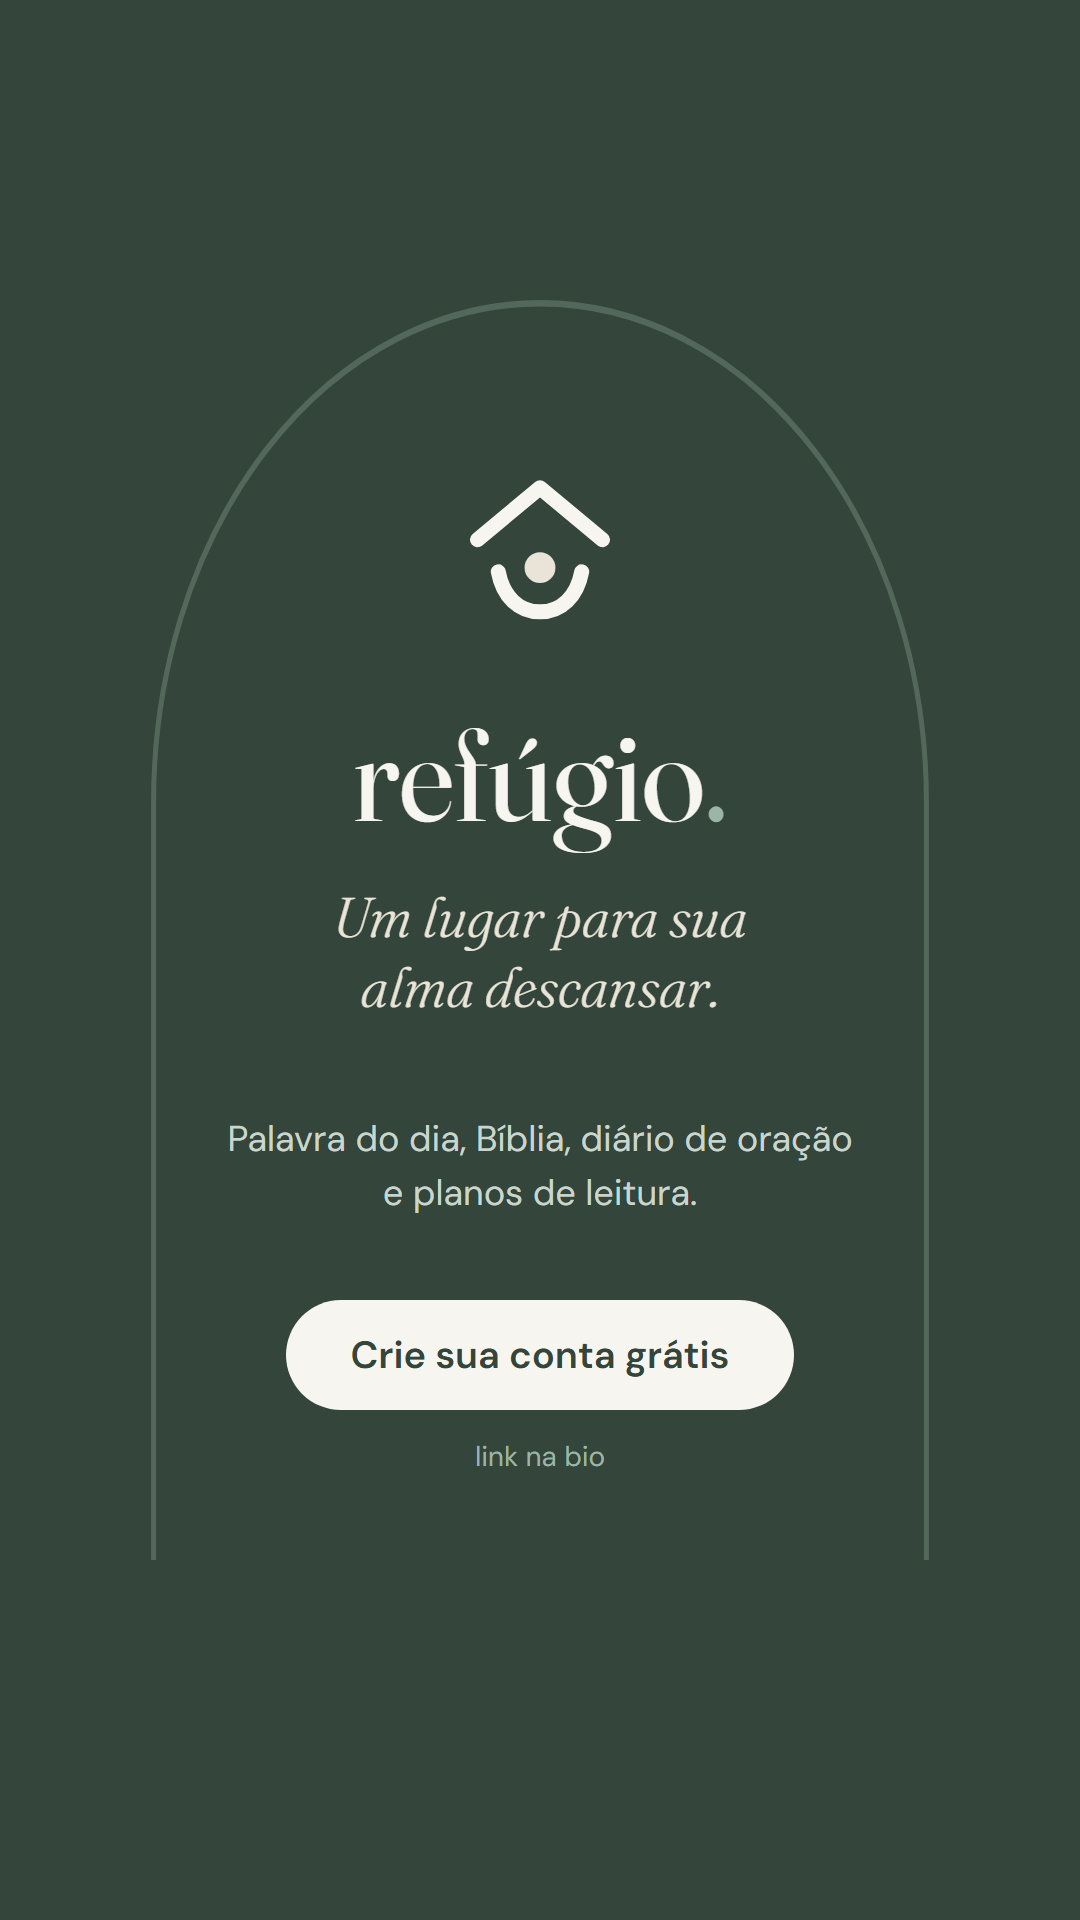 refúgio.
Um lugar para sua
alma descansar.
Palavra do dia, Bíblia, diário de oração
e planos de leitura.
Crie sua conta grátis
link na bio